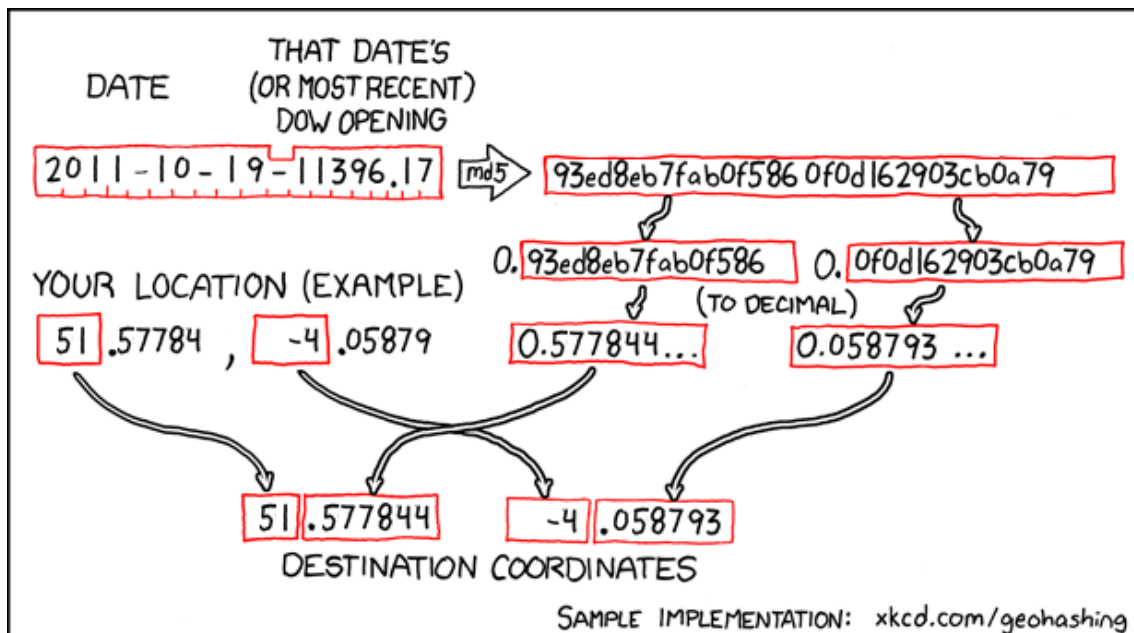 DATE
THAT DATE'S
(OR MOST RECENT)
DOW OPENING
2011-10-19-11396.17
md5
93ed8eb7fab0f5860f0d162903cb0a79
0.93ed8eb7fab0f586
0.0f0d162903cb0a79
(TO DECIMAL)
YOUR LOCATION (EXAMPLE)
51.57784, -4.05879
0.577844...
0.058793...
51.577844
-4.058793
DESTINATION COORDINATES
SAMPLE IMPLEMENTATION: xkcd.com/geohashing